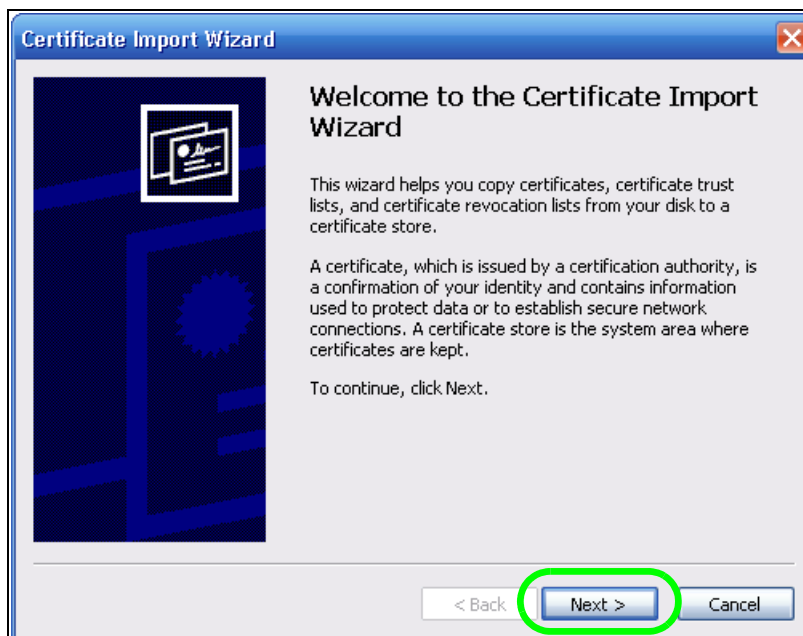 Certificate Import Wizard
Welcome to the Certificate Import
Wizard
This wizard helps you copy certificates, certificate trust
lists, and certificate revocation lists from your disk to a
certificate store.
A certificate, which is issued by a certification authority, is
a confirmation of your identity and contains information
used to protect data or to establish secure network
connections. A certificate store is the system area where
certificates are kept.
To continue, click Next.
< Back
Next >
Cancel